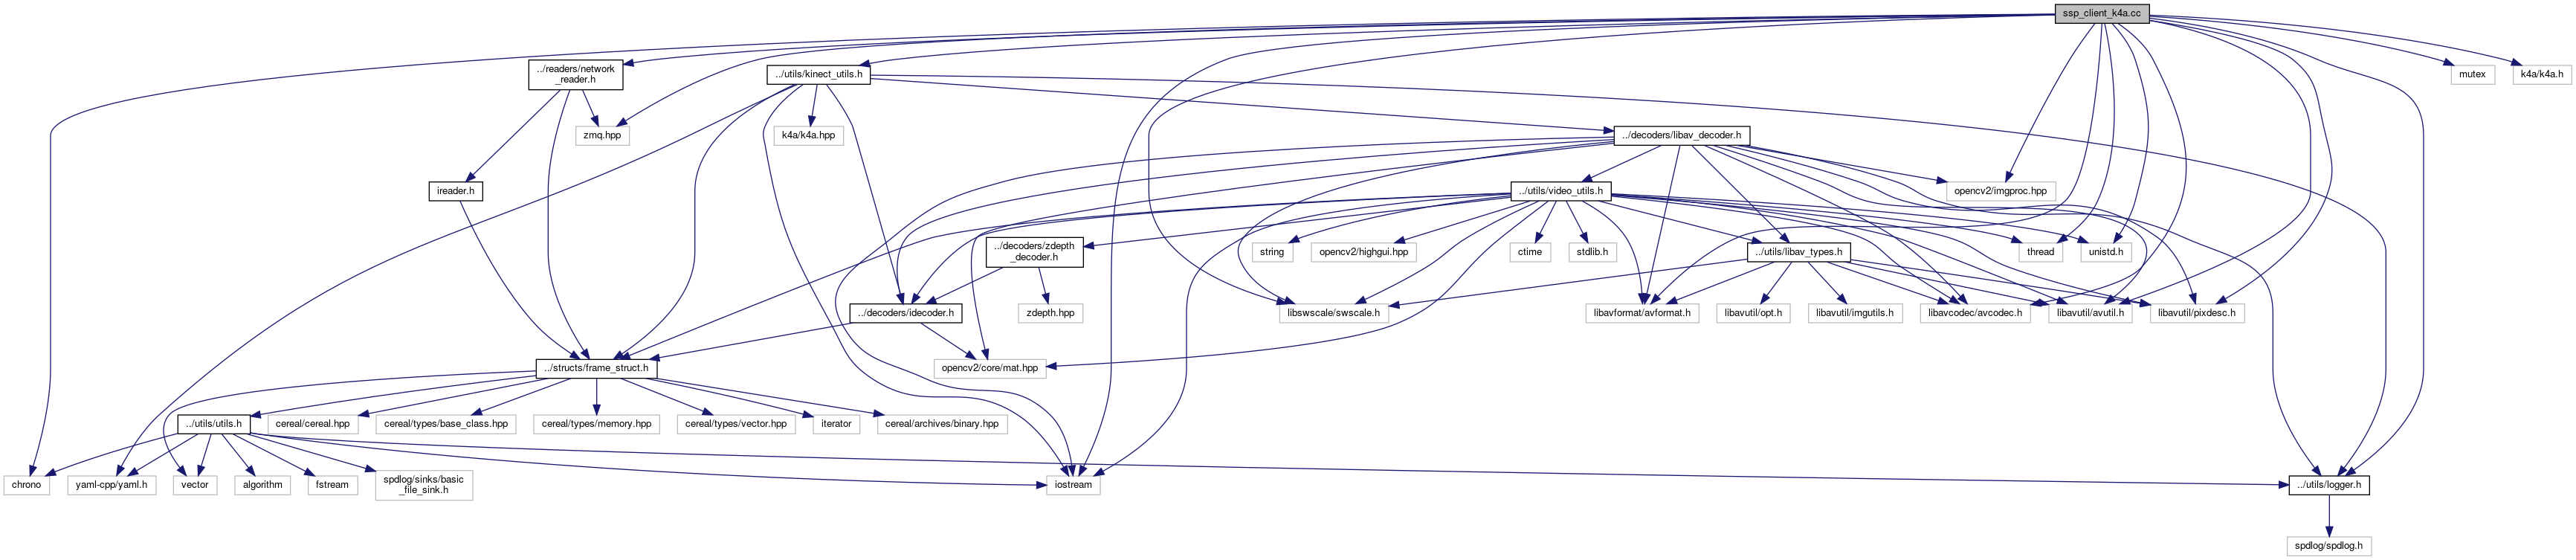 ssp_client_k4a.cc
../readers/network
_reader.h
../utils/kinect_utils.h
mutex
k4a/k4a.h
zmq.hpp
k4a/k4a.hpp
../decoders/libav_decoder.h
ireader.h
../utils/video_utils.h
opencv2/imgproc.hpp
../decoders/zdepth
_decoder.h
string
opencv2/highgui.hpp
ctime
stdlib.h
../utils/libav_types.h
thread
unistd.h
../decoders/idecoder.h
zdepth.hpp
libswscale/swscale.h
libavformat/avformat.h
libavutil/opt.h
libavutil/imgutils.h
libavcodec/avcodec.h
libavutil/avutil.h
libavutil/pixdesc.h
../structs/frame_struct.h
opencv2/core/mat.hpp
../utils/utils.h
cereal/cereal.hpp
cereal/types/base_class.hpp
cereal/types/memory.hpp
cereal/types/vector.hpp
iterator
cereal/archives/binary.hpp
chrono
yaml-cpp/yaml.h
vector
algorithm
fstream
spdlog/sinks/basic
_file_sink.h
iostream
../utils/logger.h
spdlog/spdlog.h